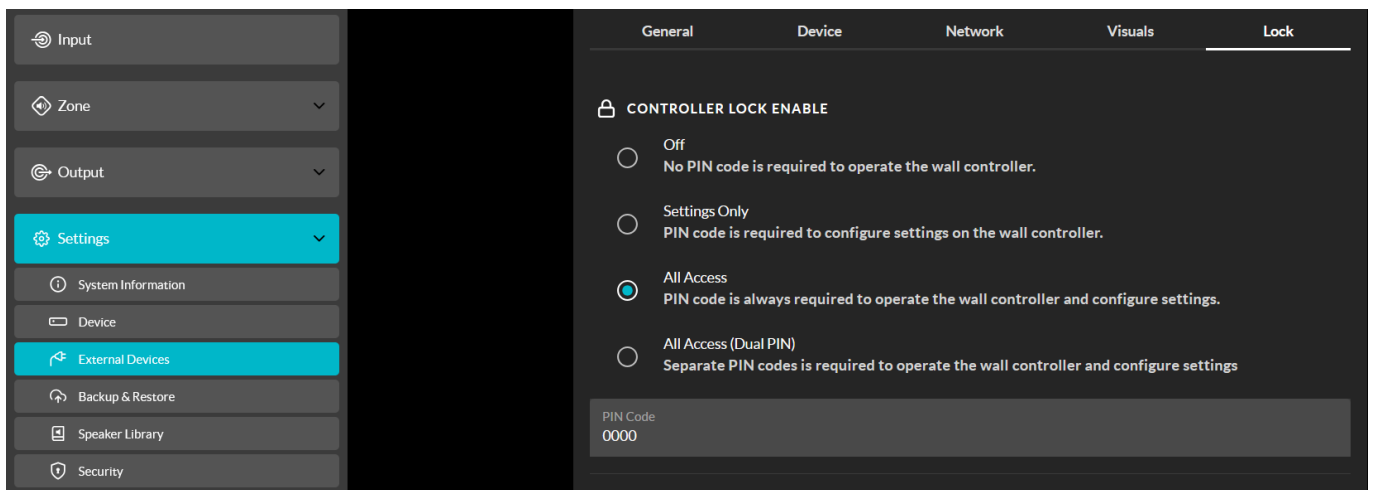 Input
Zone
Output
Settings
System Information
Device
External Devices
Backup & Restore
Speaker Library
Security
General Device Network Visuals Lock
CONTROLLER LOCK ENABLE
Off
No PIN code is required to operate the wall controller.
Settings Only
PIN code is required to configure settings on the wall controller.
All Access
PIN code is always required to operate the wall controller and configure settings.
All Access (Dual PIN)
Separate PIN codes is required to operate the wall controller and configure settings
PIN Code
0000